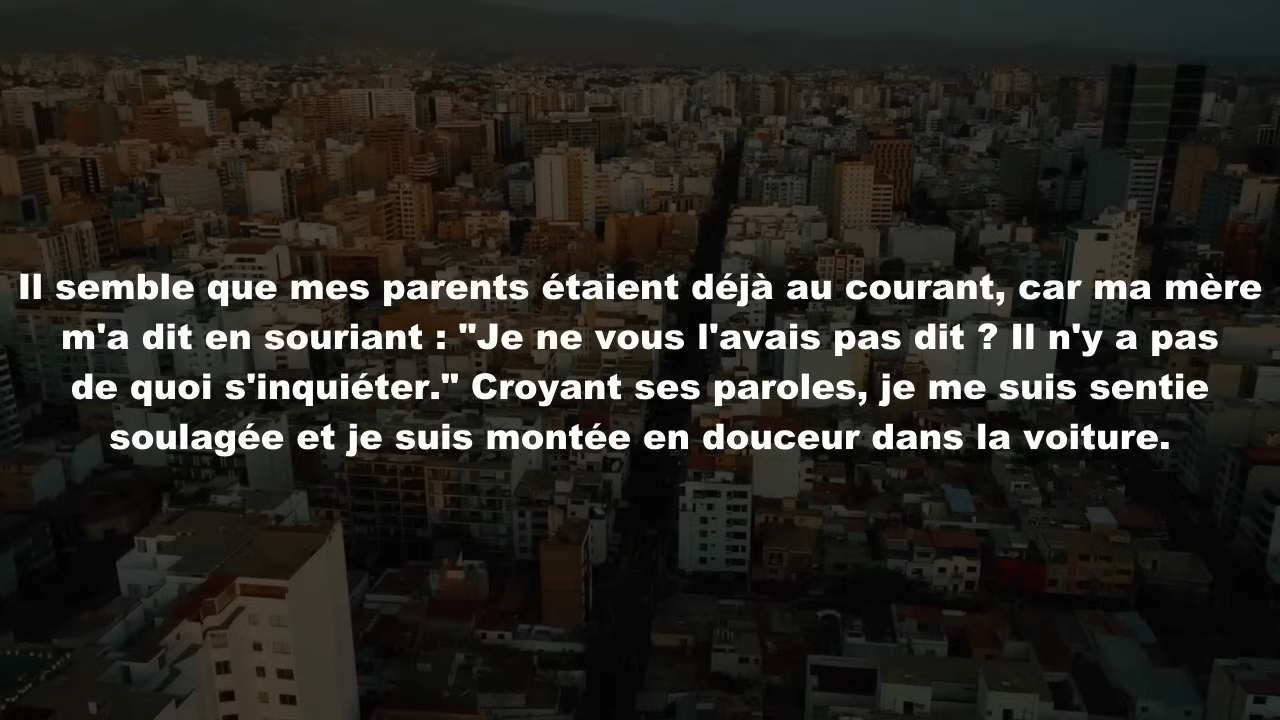 Il semble que mes parents étaient déjà au courant, car ma mère
m'a dit en souriant : "Je ne vous l'avais pas dit ? Il n'y a pas
de quoi s'inquiéter." Croyant ses paroles, je me suis sentie
soulagée et je suis montée en douceur dans la voiture.